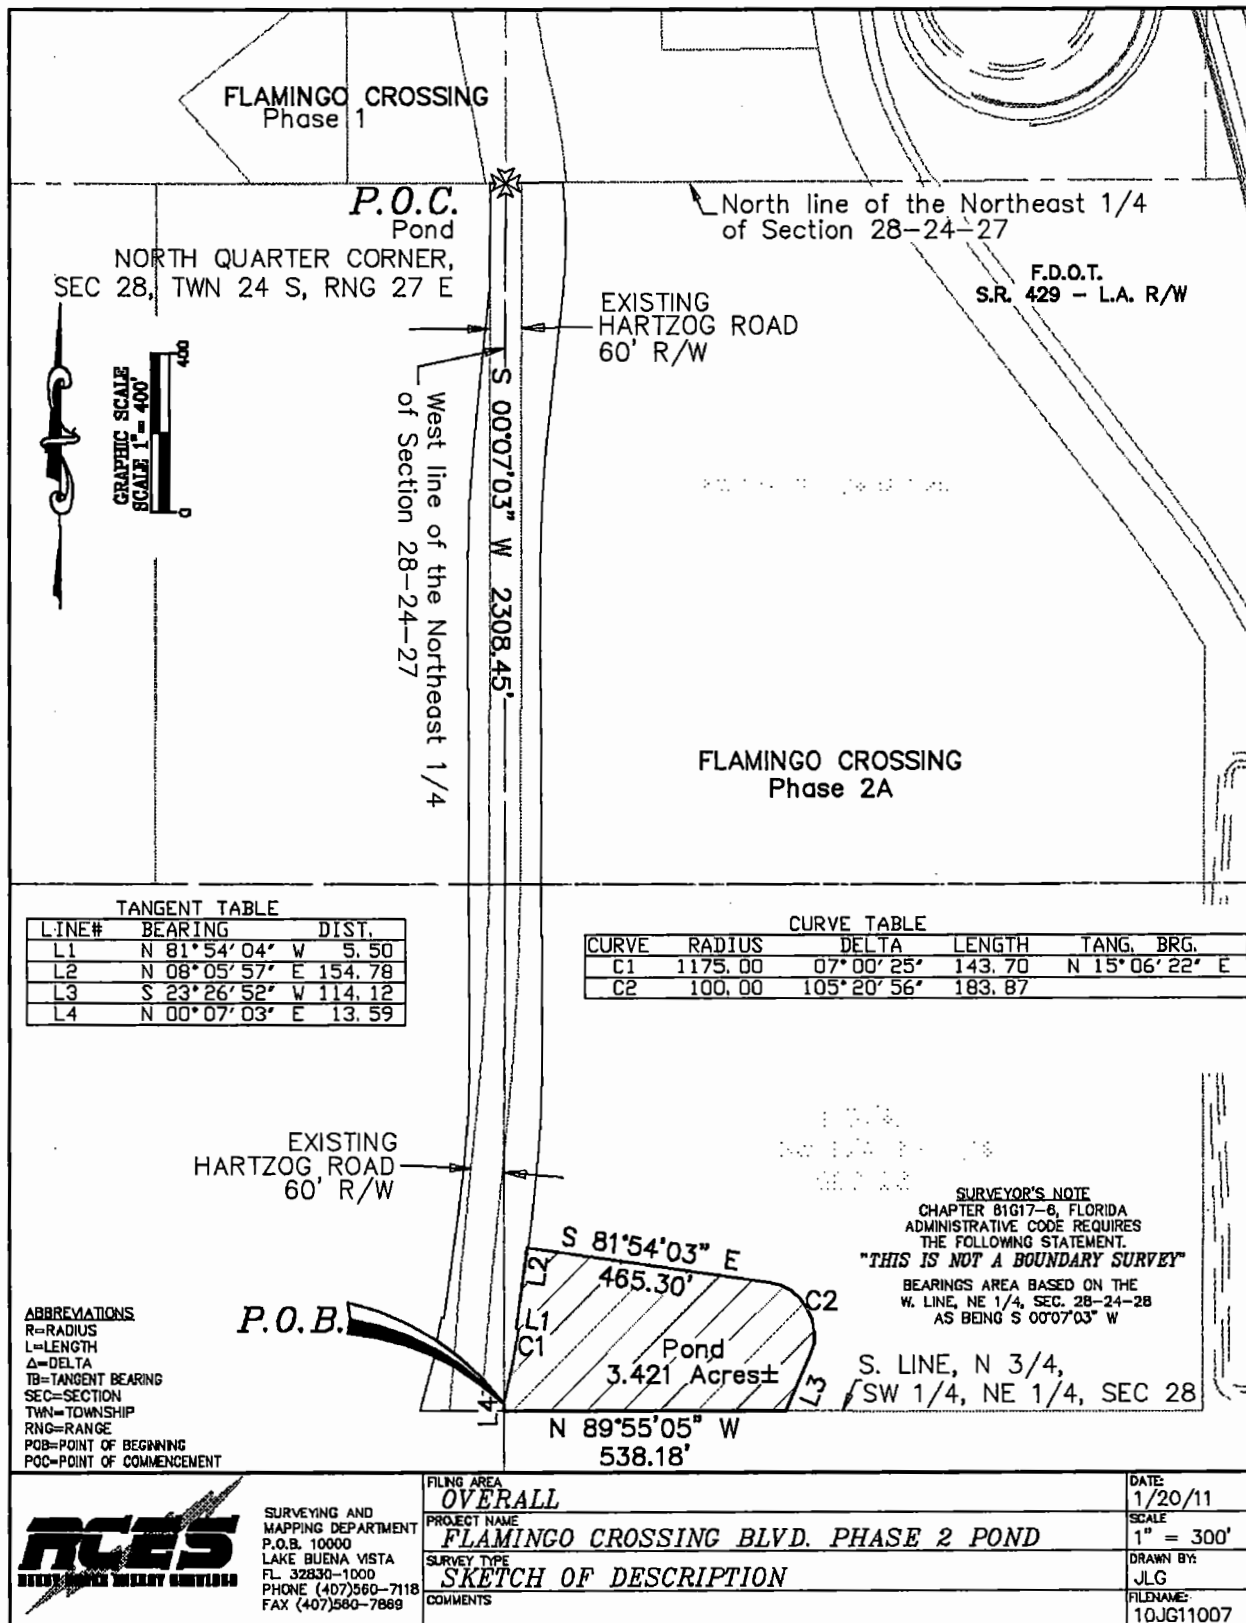 FLAMINGO CROSSING
Phase 1
P.O.C.
Pond
NORTH QUARTER CORNER,
SEC 28, TWN 24 S, RNG 27 E
North line of the Northeast 1/4
of Section 28-24-27
F.D.O.T.
S.R. 429 - L.A. R/W
EXISTING
HARTZOG ROAD
60' R/W
GRAPHIC SCALE
SCALE 1"= 400'
0
400
S 00°07'03" W 2308.45'
West line of the Northeast 1/4
of Section 28-24-27
FLAMINGO CROSSING
Phase 2A
TANGENT TABLE
LINE# BEARING DIST.
L1 N 81°54'04" W 5.50
L2 N 08°05'57" E 154.78
L3 S 23°26'52" W 114.12
L4 N 00°07'03" E 13.59
CURVE TABLE
CURVE RADIUS DELTA LENGTH TANG. BRG.
C1 1175.00 07°00'25" 143.70 N 15°06'22" E
C2 100.00 105°20'56" 183.87
EXISTING
HARTZOG ROAD
60' R/W
SURVEYOR'S NOTE
CHAPTER 61G17-6, FLORIDA
ADMINISTRATIVE CODE REQUIRES
THE FOLLOWING STATEMENT.
"THIS IS NOT A BOUNDARY SURVEY"
BEARINGS AREA BASED ON THE
W. LINE, NE 1/4, SEC. 28-24-28
AS BEING S 00°07'03" W
S 81°54'03" E
465.30'
L2
L1
C1
C2
L3
L4
Pond
3.421 Acres±
P.O.B.
N 89°55'05" W
538.18'
S. LINE, N 3/4,
SW 1/4, NE 1/4, SEC 28
ABBREVIATIONS
R=RADIUS
L=LENGTH
Δ=DELTA
TB=TANGENT BEARING
SEC=SECTION
TWN=TOWNSHIP
RNG=RANGE
POB=POINT OF BEGINNING
POC=POINT OF COMMENCEMENT
RCES
REEDY CREEK ENERGY SERVICES
SURVEYING AND
MAPPING DEPARTMENT
P.O.B. 10000
LAKE BUENA VISTA
FL. 32830-1000
PHONE (407)560-7118
FAX (407)560-7869
FILING AREA
OVERALL
PROJECT NAME
FLAMINGO CROSSING BLVD. PHASE 2 POND
SURVEY TYPE
SKETCH OF DESCRIPTION
COMMENTS
DATE:
1/20/11
SCALE
1" = 300'
DRAWN BY:
JLG
FILENAME:
10JG11007